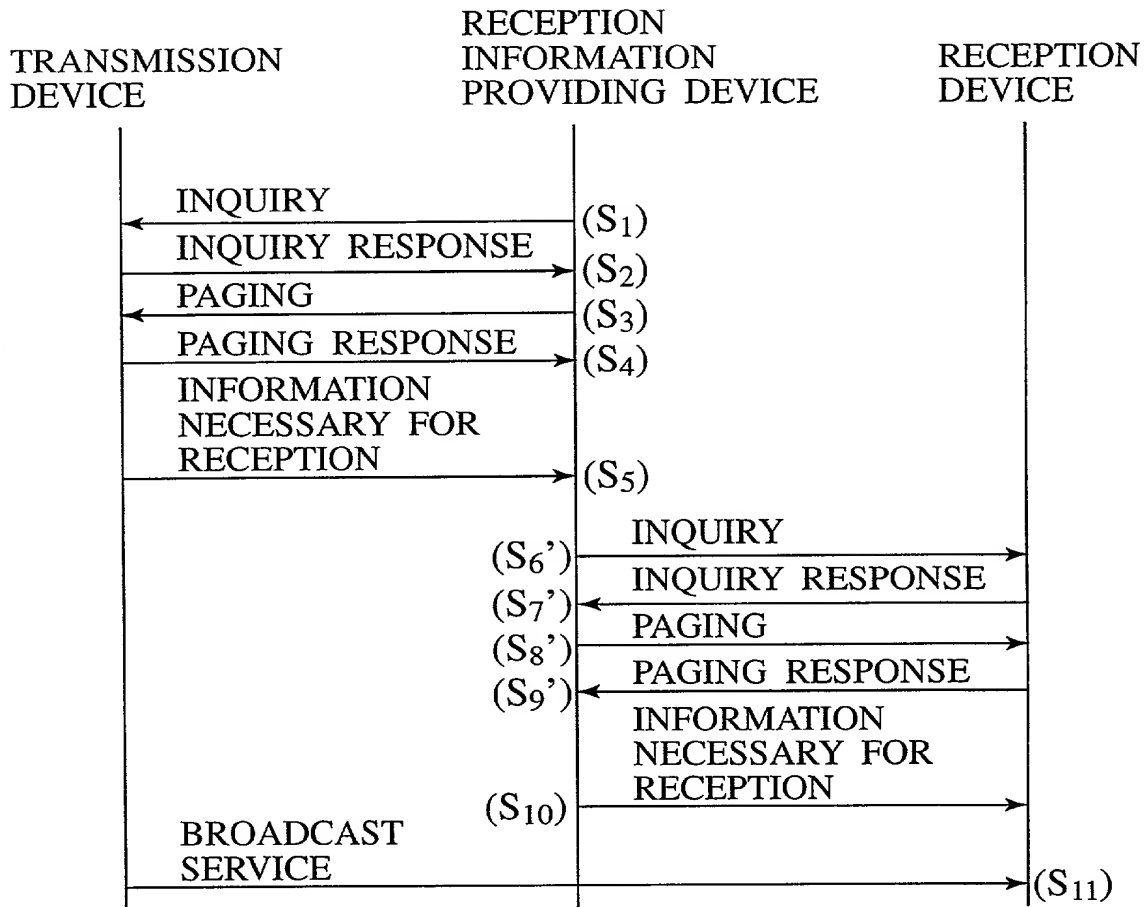 TRANSMISSION
DEVICE
RECEPTION
INFORMATION
PROVIDING DEVICE
RECEPTION
DEVICE
INQUIRY
(S1)
INQUIRY RESPONSE
(S2)
PAGING
(S3)
PAGING RESPONSE
(S4)
INFORMATION
NECESSARY FOR
RECEPTION
(S5)
INQUIRY
(S6')
INQUIRY RESPONSE
(S7')
PAGING
(S8')
PAGING RESPONSE
(S9')
INFORMATION
NECESSARY FOR
RECEPTION
(S10)
BROADCAST
SERVICE
(S11)